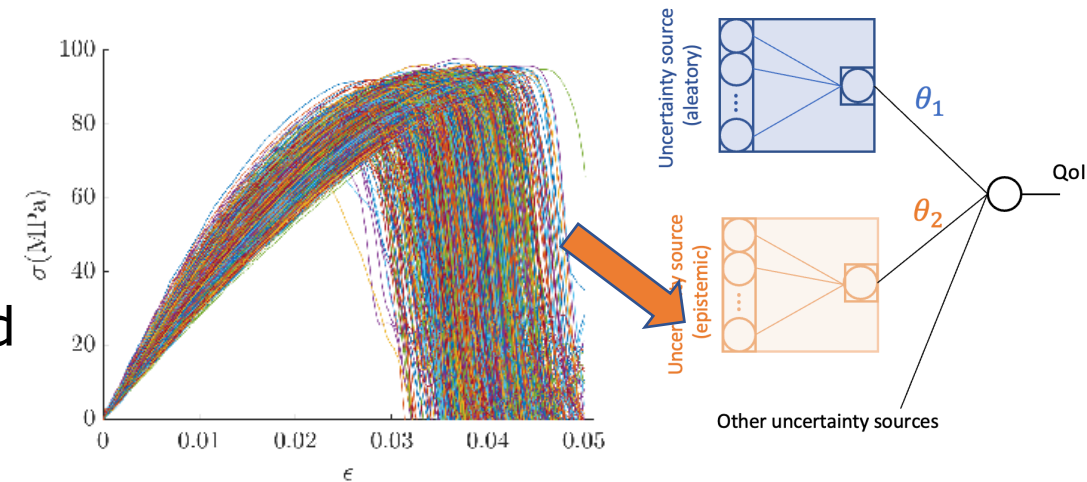 100
80
60
40
20
0
σ(MPa)
0 0.01 0.02 0.03 0.04 0.05
ϵ
d
Uncertainty source
(aleatory)
θ1
source
(epistemic)
θ2
QoI
Other uncertainty sources